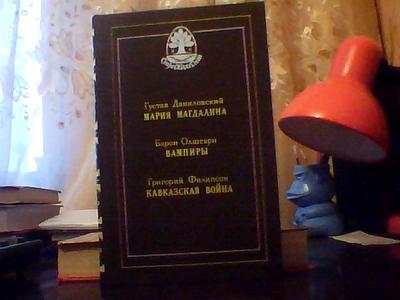 Густав Даниловский
МАРИЯ МАГДАЛИНА
Барон Олшеври
ВАМПИРЫ
Григорий Филипсон
КАВКАЗСКАЯ ВОЙНА